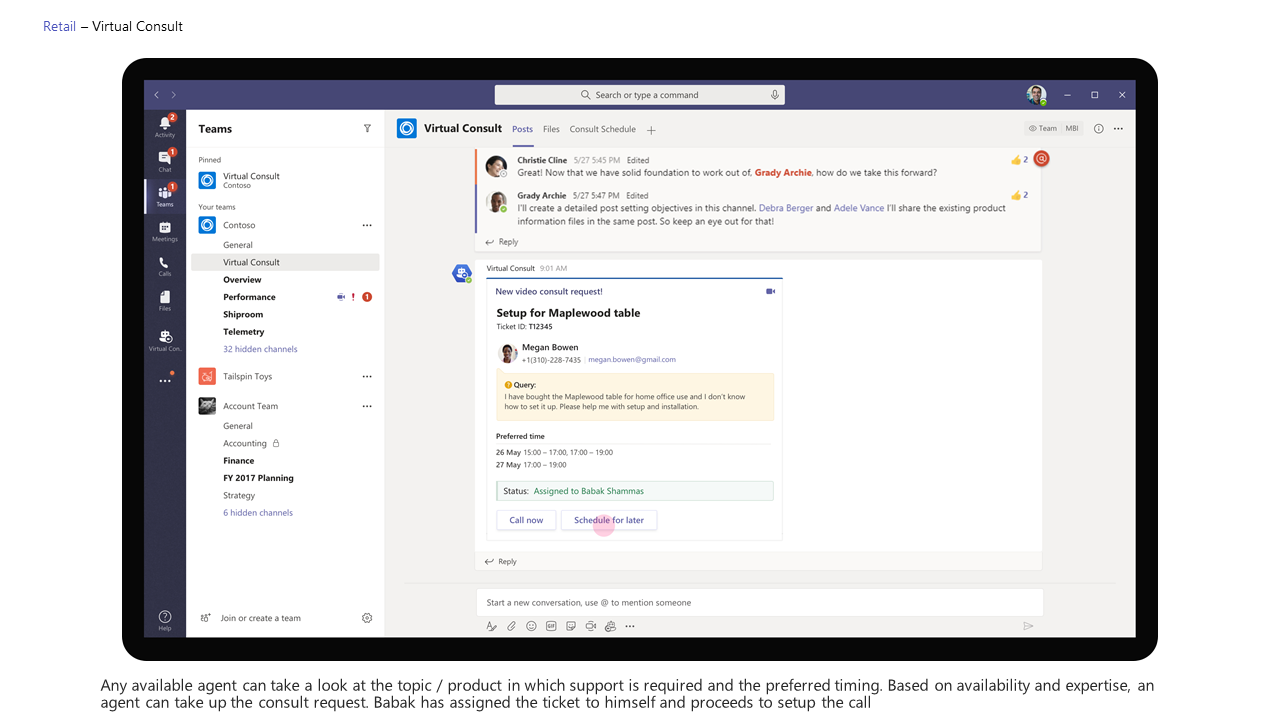 Retail – Virtual Consult
Search or type a command
Activity
2
Chat
1
Teams
1
Meetings
Calls
Files
Virtual Con..
Help
Teams
Pinned
Virtual Consult
Contoso
Your teams
Contoso
General
Virtual Consult
Overview
Performance
1
Shiproom
Telemetry
32 hidden channels
Tailspin Toys
Account Team
General
Accounting
Finance
FY 2017 Planning
Strategy
6 hidden channels
Join or create a team
Virtual Consult Posts Files Consult Schedule
Team MBI
Christie Cline 5/27 5:45 PM Edited
2
Great! Now that we have solid foundation to work out of, Grady Archie, how do we take this forward?
Grady Archie 5/27 5:47 PM Edited
2
I'll create a detailed post setting objectives in this channel. Debra Berger and Adele Vance I'll share the existing product
information files in the same post. So keep an eye out for that!
Reply
Virtual Consult 9:01 AM
New video consult request!
Setup for Maplewood table
Ticket ID: T12345
Megan Bowen
+1(310)-228-7435 | megan.bowen@gmail.com
Query:
I have bought the Maplewood table for home office use and I don't know
how to set it up. Please help me with setup and installation.
Preferred time
26 May 15:00 – 17:00, 17:00 – 19:00
27 May 17:00 – 19:00
Status: Assigned to Babak Shammas
Call now Schedule for later
Reply
Start a new conversation, use @ to mention someone
GIF
Any available agent can take a look at the topic / product in which support is required and the preferred timing. Based on availability and expertise, an
agent can take up the consult request. Babak has assigned the ticket to himself and proceeds to setup the call